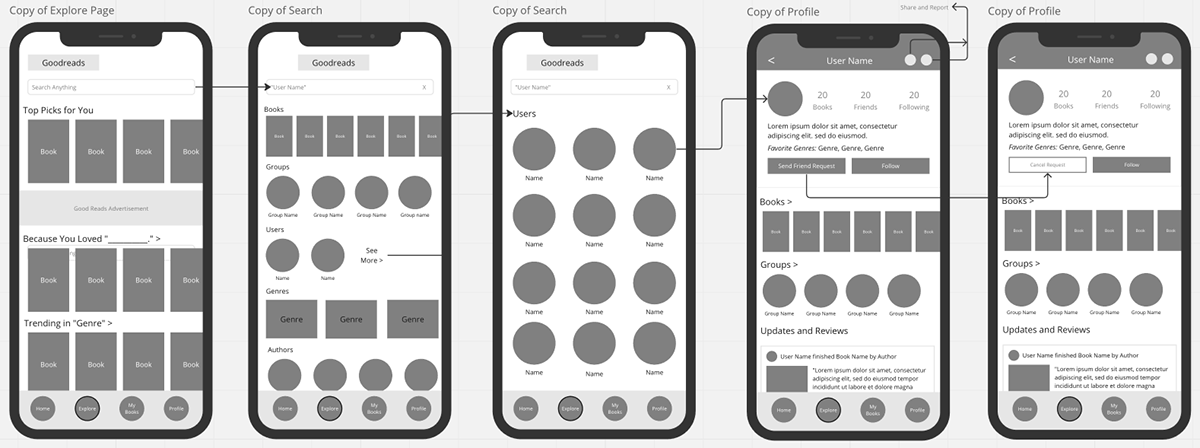 Copy of Explore Page
Goodreads
Search Anything
Top Picks for You
Book Book Book Book
Good Reads Advertisement
Because You Loved "_________." >
Book Book Book Book
Trending in "Genre" >
Book Book Book Book
Home Explore My Books Profile
Copy of Search
Goodreads
"User Name" X
Books
Book Book Book Book Book Book
Groups
Group Name Group Name Group Name Group name
Users
See
More >
Name Name
Genres
Genre Genre Genre
Authors
Home Explore My Books Profile
Copy of Search
Goodreads
"User Name" X
Users
Name Name Name
Name Name Name
Name Name Name
Name Name Name
Home Explore My Books Profile
Copy of Profile
Share and Report
< User Name
20 20 20
Books Friends Following
Lorem ipsum dolor sit amet, consectetur
adipiscing elit, sed do eiusmod.
Favorite Genres: Genre, Genre, Genre
Send Friend Request Follow
Books >
Book Book Book Book Book Book
Groups >
Group Name Group Name Group Name Group Name
Updates and Reviews
User Name finished Book Name by Author
"Lorem ipsum dolor sit amet,
consectetur adipiscing elit,
sed do eiusmod tempor
incididunt ut labore et dolore magna
Home Explore My Books Profile
Copy of Profile
< User Name
20 20 20
Books Friends Following
Lorem ipsum dolor sit amet, consectetur
adipiscing elit, sed do eiusmod.
Favorite Genres: Genre, Genre, Genre
Cancel Request Follow
Books >
Book Book Book Book Book Book
Groups >
Group Name Group Name Group Name Group Name
Updates and Reviews
User Name finished Book Name by Author
"Lorem ipsum dolor sit amet,
consectetur adipiscing elit,
sed do eiusmod tempor
incididunt ut labore et dolore magna
Home Explore My Books Profile